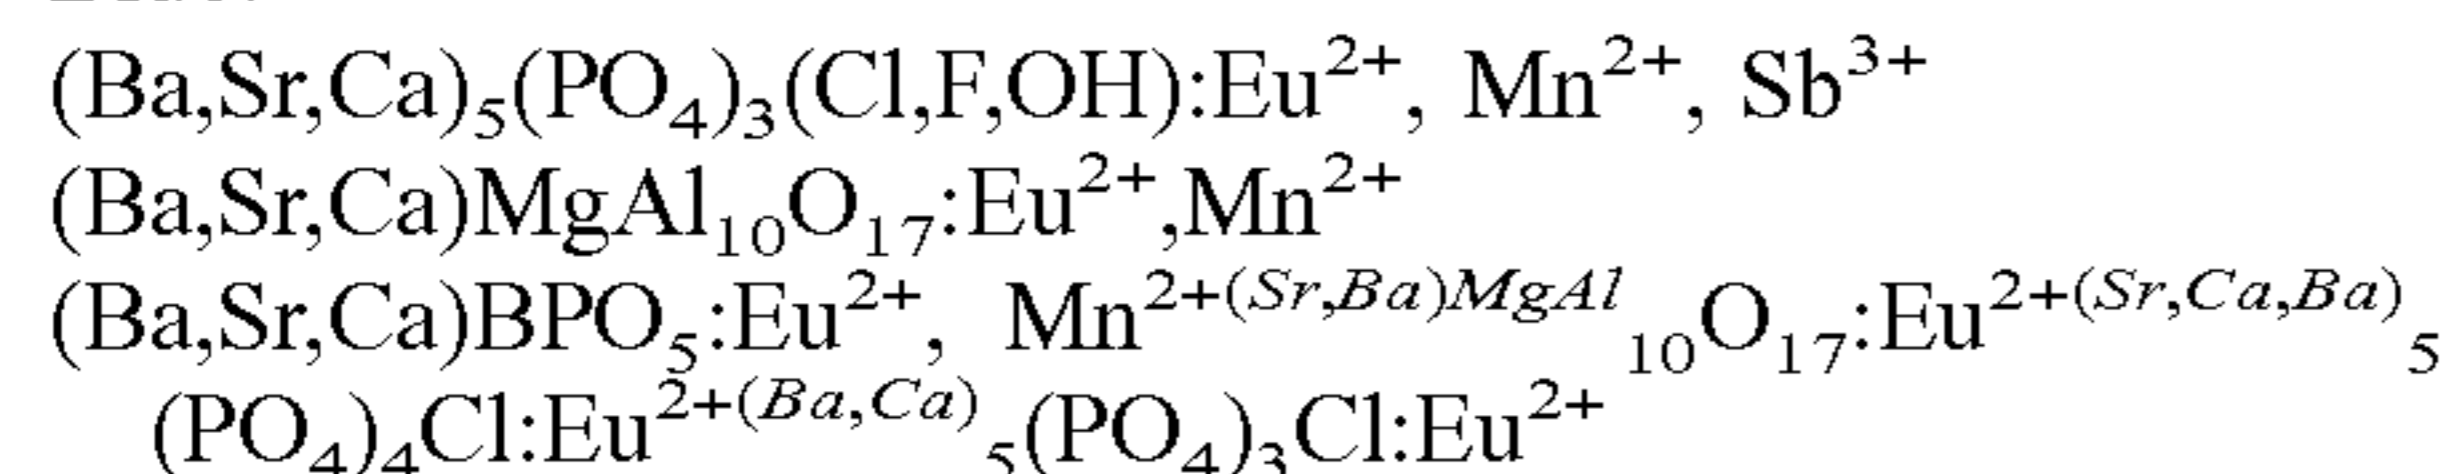 (Ba,Sr,Ca)₅(PO₄)₃(Cl,F,OH):Eu²⁺, Mn²⁺, Sb³⁺
(Ba,Sr,Ca)MgAl₁₀O₁₇:Eu²⁺,Mn²⁺
(Ba,Sr,Ca)BPO₅:Eu²⁺, Mn²⁺⁽ˢʳ,ᴮᵃ⁾ᴹᵍᴬˡ₁₀O₁₇:Eu²⁺⁽ˢʳ,ꟲᵃ,ᴮᵃ⁾₅
(PO₄)₄Cl:Eu²⁺⁽ᴮᵃ,ꟲᵃ⁾₅(PO₄)₃Cl:Eu²⁺